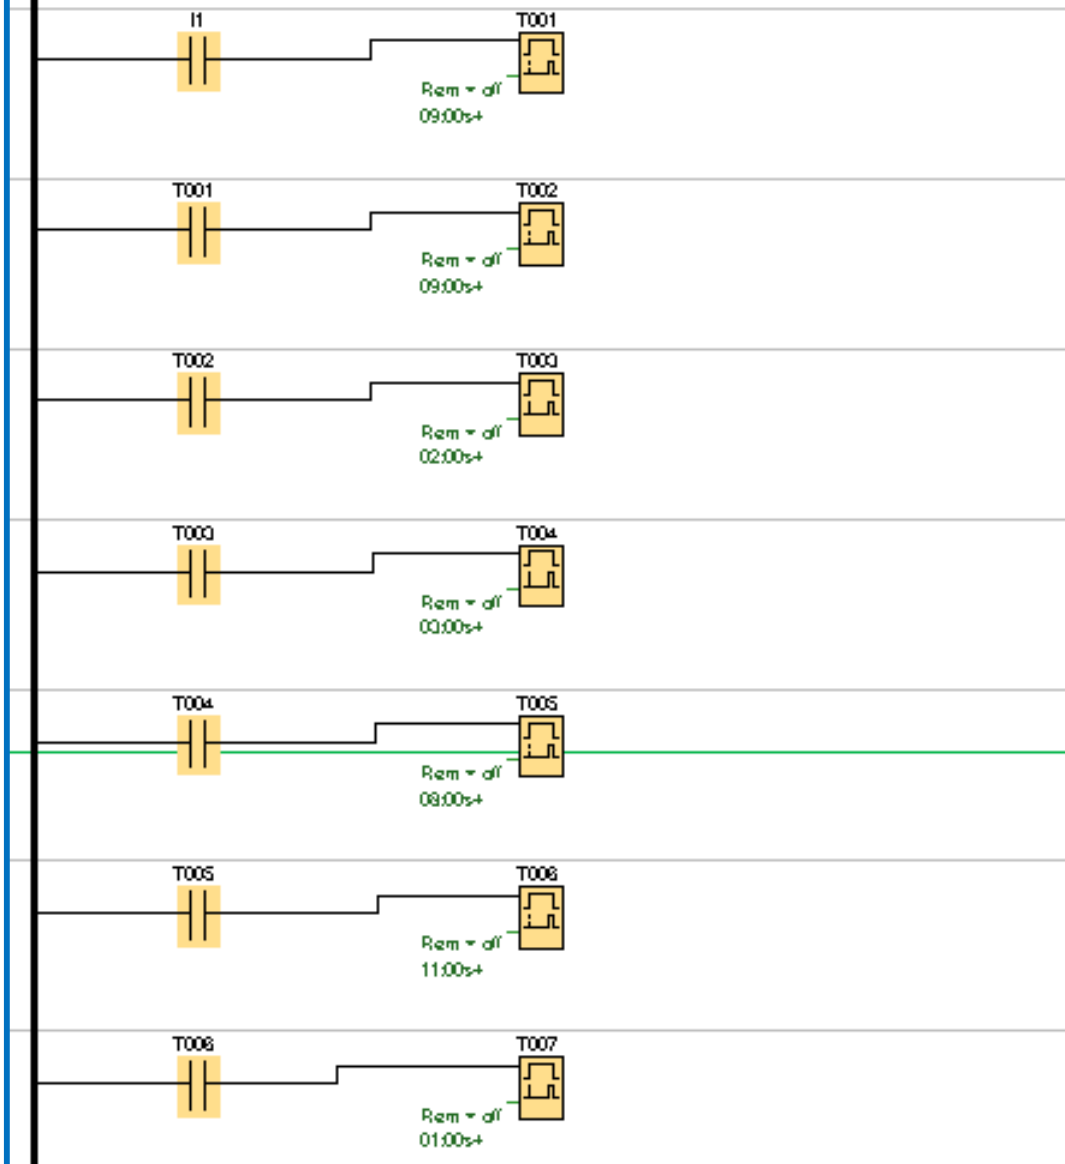 I1 T001
Rem = off
09:00s+
T001 T002
Rem = off
09:00s+
T002 T003
Rem = off
02:00s+
T003 T004
Rem = off
03:00s+
T004 T005
Rem = off
08:00s+
T005 T006
Rem = off
11:00s+
T006 T007
Rem = off
01:00s+